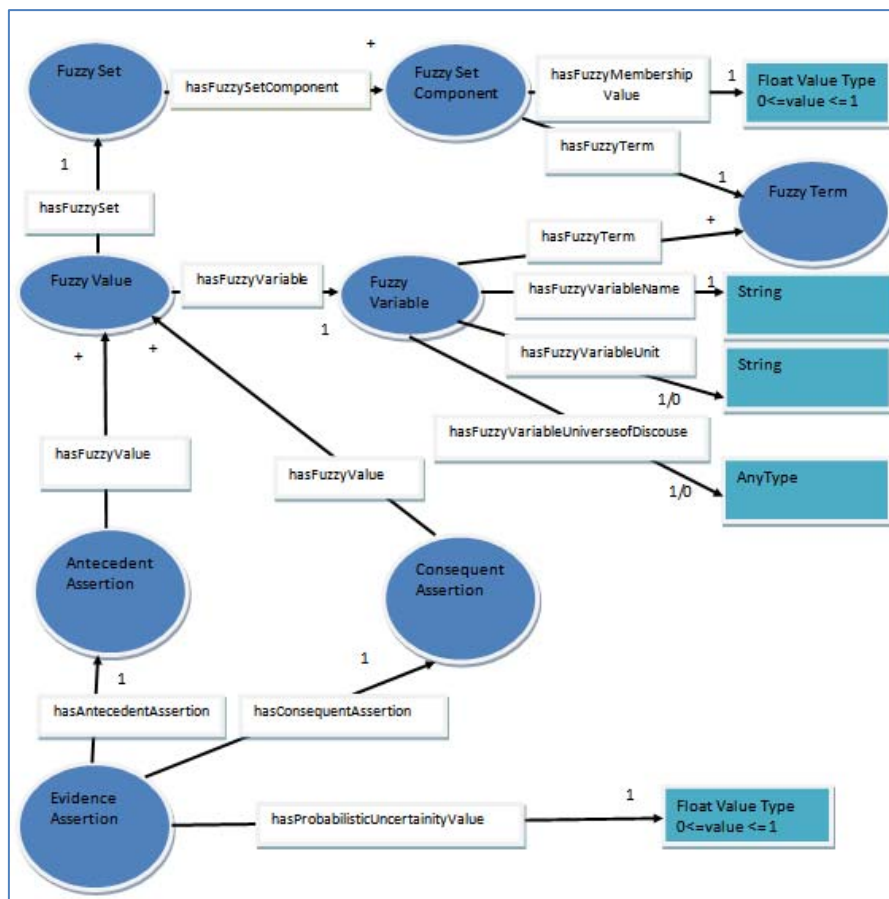 +
Fuzzy Set
hasFuzzySetComponent
Fuzzy Set
Component
hasFuzzyMembership
Value
1
Float Value Type
0<=value <=1
hasFuzzyTerm
1
1
Fuzzy Term
hasFuzzySet
hasFuzzyTerm
+
Fuzzy Value
hasFuzzyVariable
Fuzzy
Variable
hasFuzzyVariableName
1
String
1
+
+
hasFuzzyVariableUnit
String
1/0
hasFuzzyVariableUniverseofDiscouse
hasFuzzyValue
hasFuzzyValue
1/0
AnyType
Antecedent
Assertion
Consequent
Assertion
1
1
hasAntecedentAssertion
hasConsequentAssertion
Evidence
Assertion
hasProbabilisticUncertainityValue
1
Float Value Type
0<=value <=1